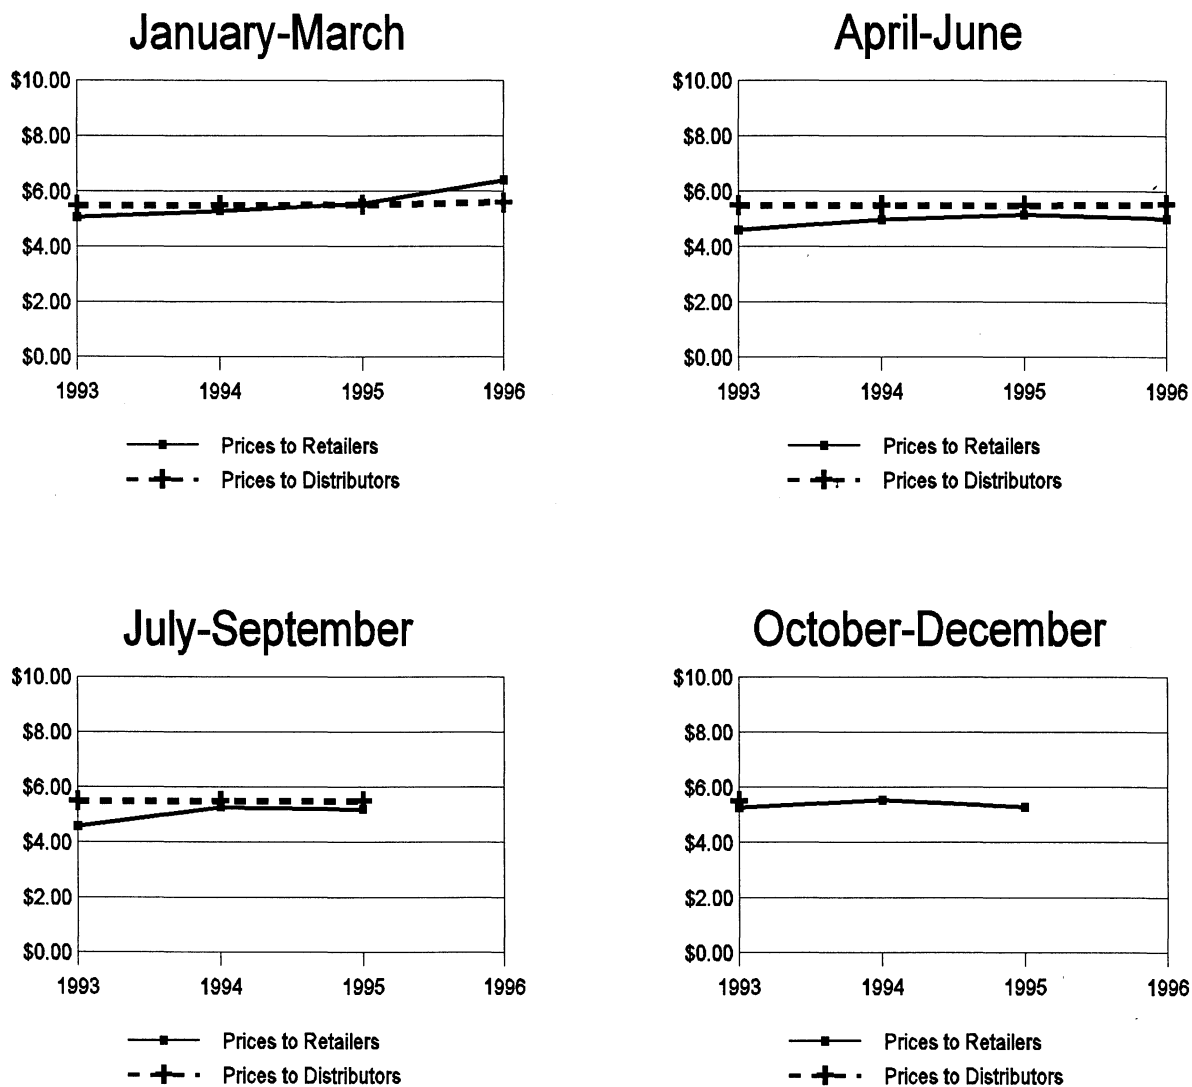 January-March
$10.00
$8.00
$6.00
$4.00
$2.00
$0.00
1993 1994 1995 1996
Prices to Retailers
Prices to Distributors
April-June
$10.00
$8.00
$6.00
$4.00
$2.00
$0.00
1993 1994 1995 1996
Prices to Retailers
Prices to Distributors
July-September
$10.00
$8.00
$6.00
$4.00
$2.00
$0.00
1993 1994 1995 1996
Prices to Retailers
Prices to Distributors
October-December
$10.00
$8.00
$6.00
$4.00
$2.00
$0.00
1993 1994 1995 1996
Prices to Retailers
Prices to Distributors